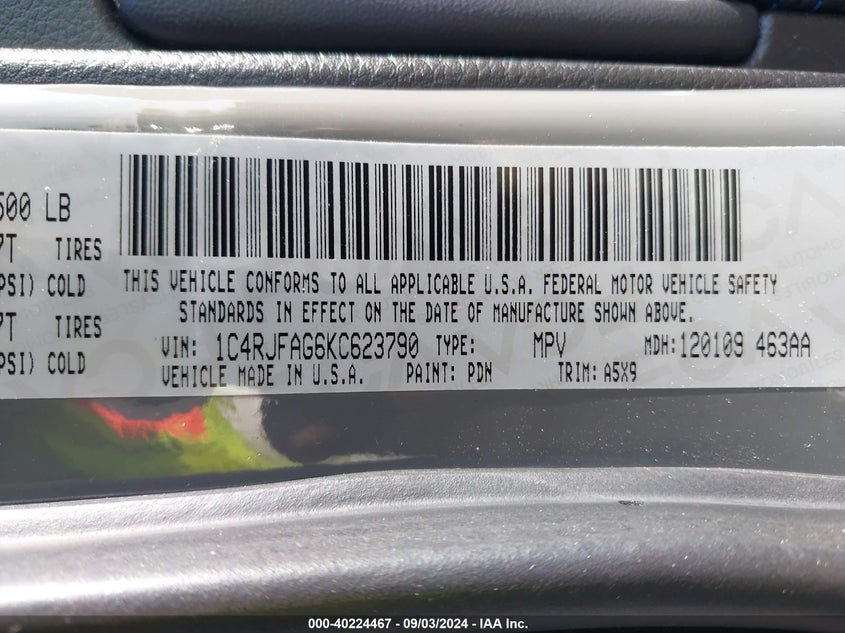 500 LB
7T TIRES
PSI) COLD
7T TIRES
PSI) COLD
THIS VEHICLE CONFORMS TO ALL APPLICABLE U.S.A. FEDERAL MOTOR VEHICLE SAFETY
STANDARDS IN EFFECT ON THE DATE OF MANUFACTURE SHOWN ABOVE.
VIN: 1C4RJFAG6KC623790 TYPE: MPV MDH: 120109 463AA
VEHICLE MADE IN U.S.A. PAINT: PDN TRIM: A5X9
000-40224467 - 09/03/2024 - IAA Inc.